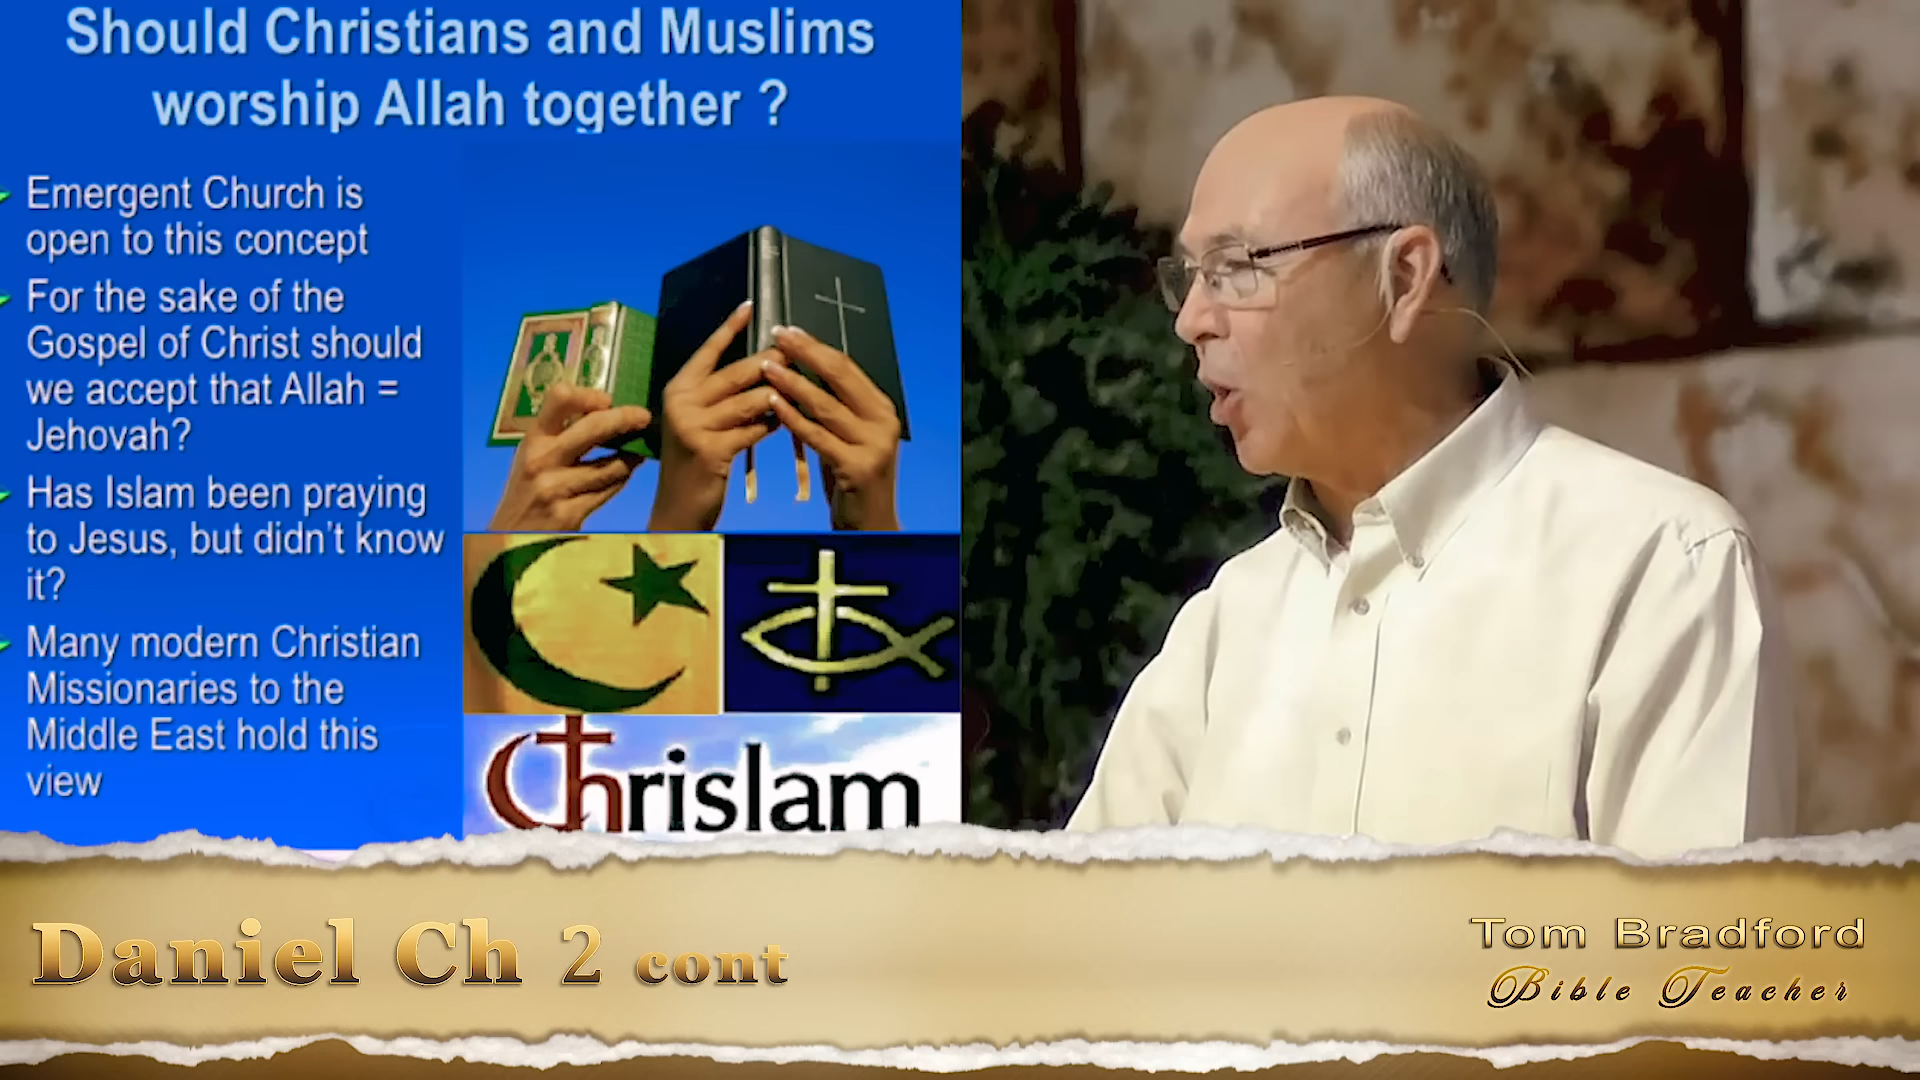 Should Christians and Muslims
worship Allah together ?
Emergent Church is
open to this concept
For the sake of the
Gospel of Christ should
we accept that Allah =
Jehovah?
Has Islam been praying
to Jesus, but didn't know
it?
Many modern Christian
Missionaries to the
Middle East hold this
view
Chrislam
Daniel Ch 2 cont
Tom Bradford
Bible Teacher